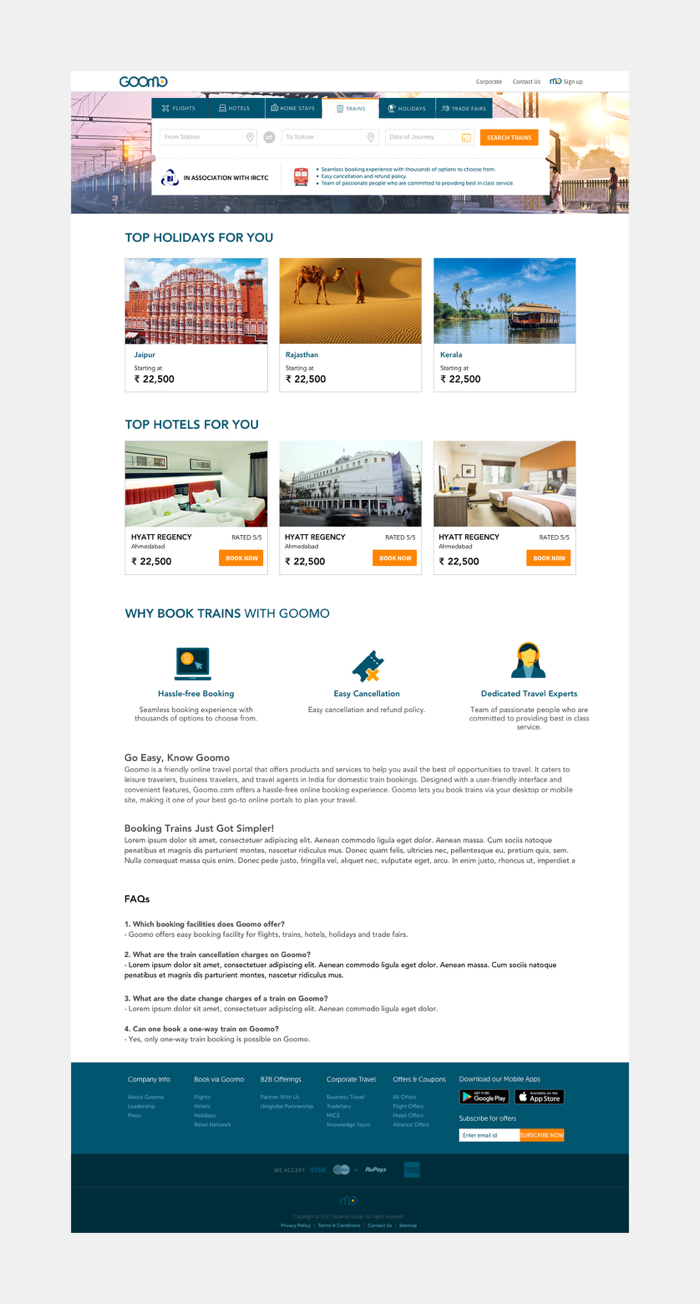 GOOMO
Corporate Contact Us Sign up
FLIGHTS HOTELS HOME STAYS TRAINS HOLIDAYS TRADE FAIRS
From Station To Station Date of Journey SEARCH TRAINS
IN ASSOCIATION WITH IRCTC
• Seamless booking experience with thousands of options to choose from.
• Easy cancellation and refund policy.
• Team of passionate people who are committed to providing best in class service.
TOP HOLIDAYS FOR YOU
Jaipur
Starting at
₹ 22,500
Rajasthan
Starting at
₹ 22,500
Kerala
Starting at
₹ 22,500
TOP HOTELS FOR YOU
HYATT REGENCY RATED 5/5
Ahmedabad
₹ 22,500 BOOK NOW
HYATT REGENCY RATED 5/5
Ahmedabad
₹ 22,500 BOOK NOW
HYATT REGENCY RATED 5/5
Ahmedabad
₹ 22,500 BOOK NOW
WHY BOOK TRAINS WITH GOOMO
Hassle-free Booking
Seamless booking experience with
thousands of options to choose from.
Easy Cancellation
Easy cancellation and refund policy.
Dedicated Travel Experts
Team of passionate people who are
committed to providing best in class
service.
Go Easy, Know Goomo
Goomo is a friendly online travel portal that offers products and services to help you avail the best of opportunities to travel. It caters to
leisure travelers, business travelers, and travel agents in India for domestic train bookings. Designed with a user-friendly interface and
convenient features, Goomo.com offers a hassle-free online booking experience. Goomo lets you book trains via your desktop or mobile
site, making it one of your best go-to online portals to plan your travel.
Booking Trains Just Got Simpler!
Lorem ipsum dolor sit amet, consectetuer adipiscing elit. Aenean commodo ligula eget dolor. Aenean massa. Cum sociis natoque
penatibus et magnis dis parturient montes, nascetur ridiculus mus. Donec quam felis, ultricies nec, pellentesque eu, pretium quis, sem.
Nulla consequat massa quis enim. Donec pede justo, fringilla vel, aliquet nec, vulputate eget, arcu. In enim justo, rhoncus ut, imperdiet a
FAQs
1. Which booking facilities does Goomo offer?
- Goomo offers easy booking facility for flights, trains, hotels, holidays and trade fairs.
2. What are the train cancellation charges on Goomo?
- Lorem ipsum dolor sit amet, consectetuer adipiscing elit. Aenean commodo ligula eget dolor. Aenean massa. Cum sociis natoque
penatibus et magnis dis parturient montes, nascetur ridiculus mus.
3. What are the date change charges of a train on Goomo?
- Lorem ipsum dolor sit amet, consectetuer adipiscing elit. Aenean commodo ligula eget dolor.
4. Can one book a one-way train on Goomo?
- Yes, only one-way train booking is possible on Goomo.
Company Info
About Goomo
Leadership
Press
Book via Goomo
Flights
Hotels
Holidays
Retail Network
B2B Offerings
Partner With Us
Uniglobe Partnership
Corporate Travel
Business Travel
Tradefairs
MICE
Knowledge Tours
Offers & Coupons
All Offers
Flight Offers
Hotel Offers
Alliance Offers
Download our Mobile Apps
GET IT ON
Google Play
Available on the
App Store
Subscribe for offers
Enter email id SUBSCRIBE NOW
WE ACCEPT VISA RuPay
Copyright © 2017 Goomo Group. All rights reserved.
Privacy Policy | Terms & Conditions | Contact Us | Sitemap